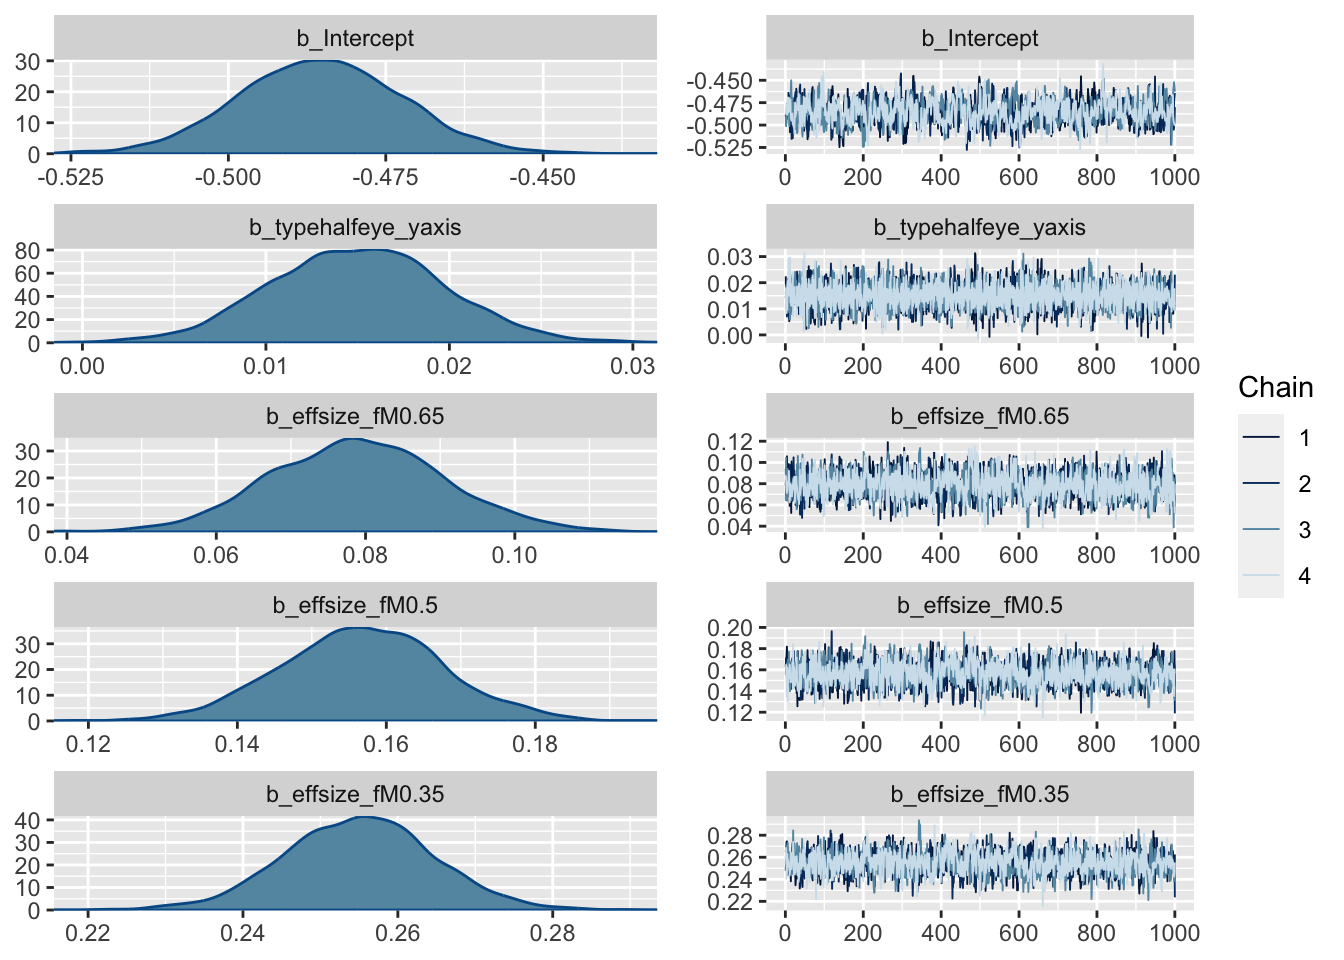 b_Intercept
30
20
10
0
-0.525 -0.500 -0.475 -0.450
b_Intercept
-0.450
-0.475
-0.500
-0.525
0 200 400 600 800 1000
b_typehalfeye_yaxis
80
60
40
20
0
0.00 0.01 0.02 0.03
b_typehalfeye_yaxis
0.03
0.02
0.01
0.00
0 200 400 600 800 1000
b_effsize_fM0.65
30
20
10
0
0.04 0.06 0.08 0.10
b_effsize_fM0.65
0.12
0.10
0.08
0.06
0.04
0 200 400 600 800 1000
b_effsize_fM0.5
30
20
10
0
0.12 0.14 0.16 0.18
b_effsize_fM0.5
0.20
0.18
0.16
0.14
0.12
0 200 400 600 800 1000
b_effsize_fM0.35
40
30
20
10
0
0.22 0.24 0.26 0.28
b_effsize_fM0.35
0.28
0.26
0.24
0.22
0 200 400 600 800 1000
Chain
1
2
3
4